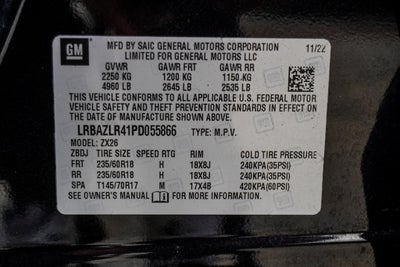 GM
MFD BY SAIC GENERAL MOTORS CORPORATION 11/22
LIMITED FOR GENERAL MOTORS LLC
GVWR GAWR FRT GAWR RR
2250 KG 1200 KG 1150 KG
4960 LB 2645 LB 2535 LB
THIS VEHICLE CONFORMS TO ALL APPLICABLE U.S. FEDERAL MOTOR
VEHICLE SAFETY AND THEFT PREVENTION STANDARDS IN EFFECT ON
THE DATE OF MANUFACTURE SHOWN ABOVE.
LRBAZLR41PD055866 TYPE: M.P.V.
MODEL: ZX26
ZBDJ TIRE SIZE SPEED RTG RIM COLD TIRE PRESSURE
FRT 235/60R18 H 18X8J 240KPA(35PSI)
RR 235/60R18 H 18X8J 240KPA(35PSI)
SPA T145/70R17 M 17X4B 420KPA(60PSI)
SEE OWNER'S MANUAL FOR MORE INFORMATION.